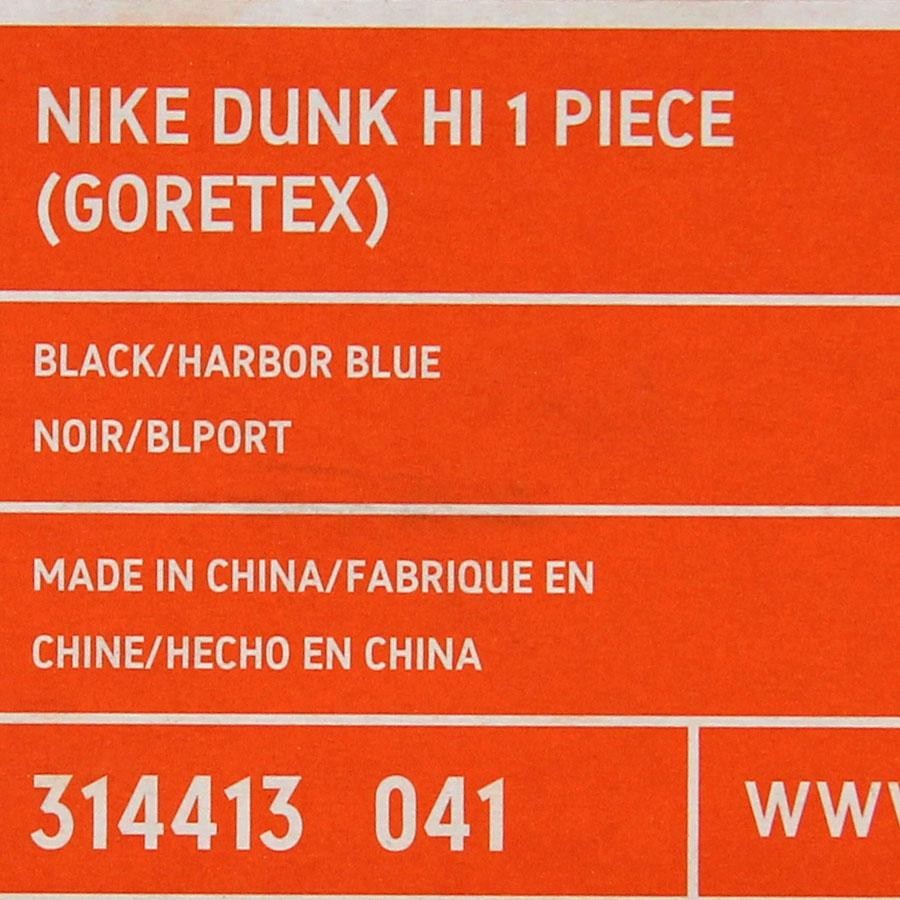 NIKE DUNK HI 1 PIECE
(GORETEX)
BLACK/HARBOR BLUE
NOIR/BLPORT
MADE IN CHINA/FABRIQUE EN
CHINE/HECHO EN CHINA
314413 041
WWW